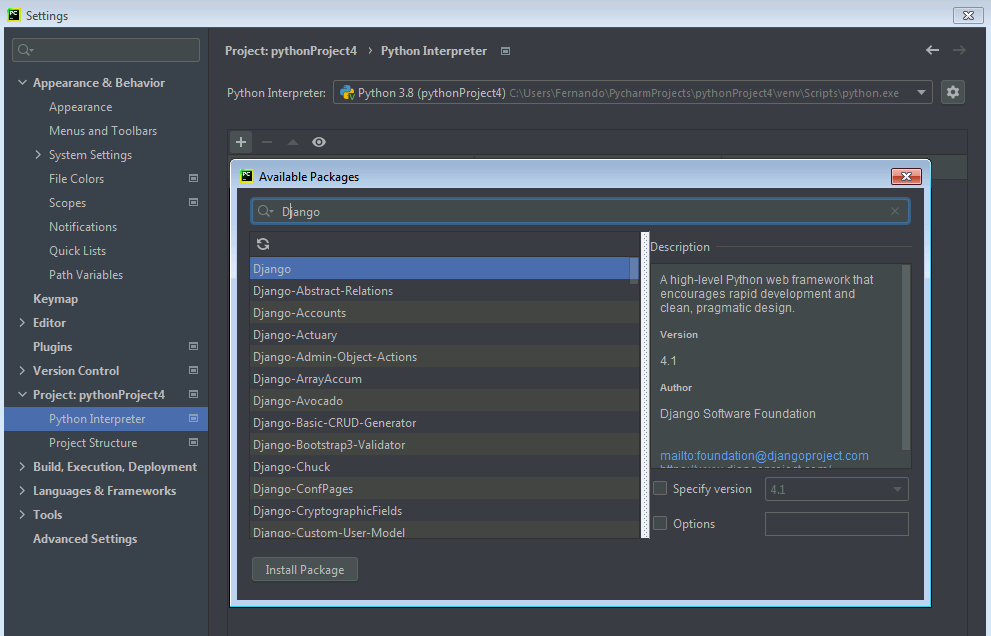 Settings
Project: pythonProject4 › Python Interpreter
Python Interpreter: Python 3.8 (pythonProject4) C:\Users\Fernando\PycharmProjects\pythonProject4\venv\Scripts\python.exe
Appearance & Behavior
Appearance
Menus and Toolbars
System Settings
File Colors
Scopes
Notifications
Quick Lists
Path Variables
Keymap
Editor
Plugins
Version Control
Project: pythonProject4
Python Interpreter
Project Structure
Build, Execution, Deployment
Languages & Frameworks
Tools
Advanced Settings
Available Packages
Django
Django
Django-Abstract-Relations
Django-Accounts
Django-Actuary
Django-Admin-Object-Actions
Django-ArrayAccum
Django-Avocado
Django-Basic-CRUD-Generator
Django-Bootstrap3-Validator
Django-Chuck
Django-ConfPages
Django-CryptographicFields
Django-Custom-User-Model
Description
A high-level Python web framework that
encourages rapid development and
clean, pragmatic design.
Version
4.1
Author
Django Software Foundation
mailto:foundation@djangoproject.com
https://www.djangoproject.com/
Specify version 4.1
Options
Install Package